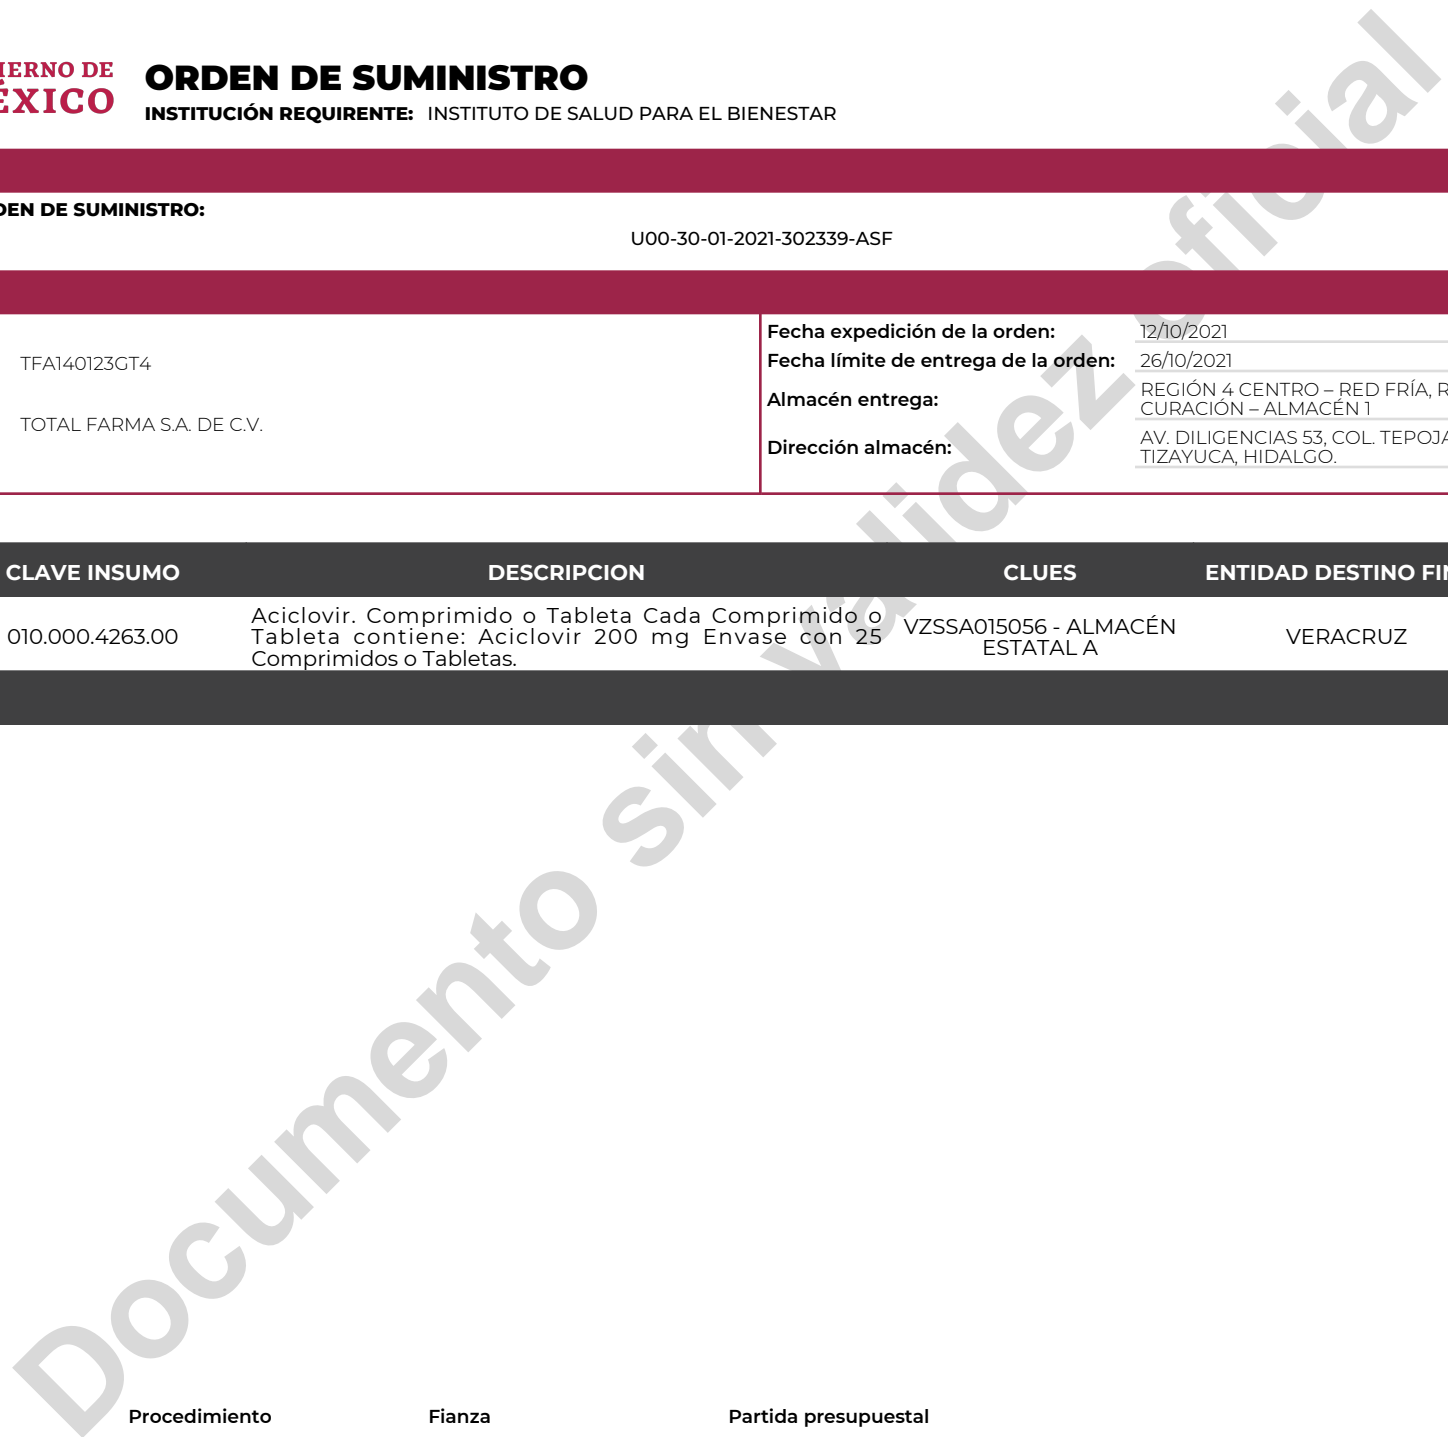 IERNO DE
ÉXICO
ORDEN DE SUMINISTRO
INSTITUCIÓN REQUIRENTE: INSTITUTO DE SALUD PARA EL BIENESTAR
DEN DE SUMINISTRO:
U00-30-01-2021-302339-ASF
TFA140123GT4
TOTAL FARMA S.A. DE C.V.
Fecha expedición de la orden: 12/10/2021
Fecha límite de entrega de la orden: 26/10/2021
Almacén entrega: REGIÓN 4 CENTRO – RED FRÍA, R
CURACIÓN – ALMACÉN 1
Dirección almacén: AV. DILIGENCIAS 53, COL. TEPOJA
TIZAYUCA, HIDALGO.
CLAVE INSUMO DESCRIPCION CLUES ENTIDAD DESTINO FIN
010.000.4263.00
Aciclovir. Comprimido o Tableta Cada Comprimido o
Tableta contiene: Aciclovir 200 mg Envase con 25
Comprimidos o Tabletas.
VZSSA015056 - ALMACÉN
ESTATAL A
VERACRUZ
Documento sin validez oficial
Procedimiento Fianza Partida presupuestal